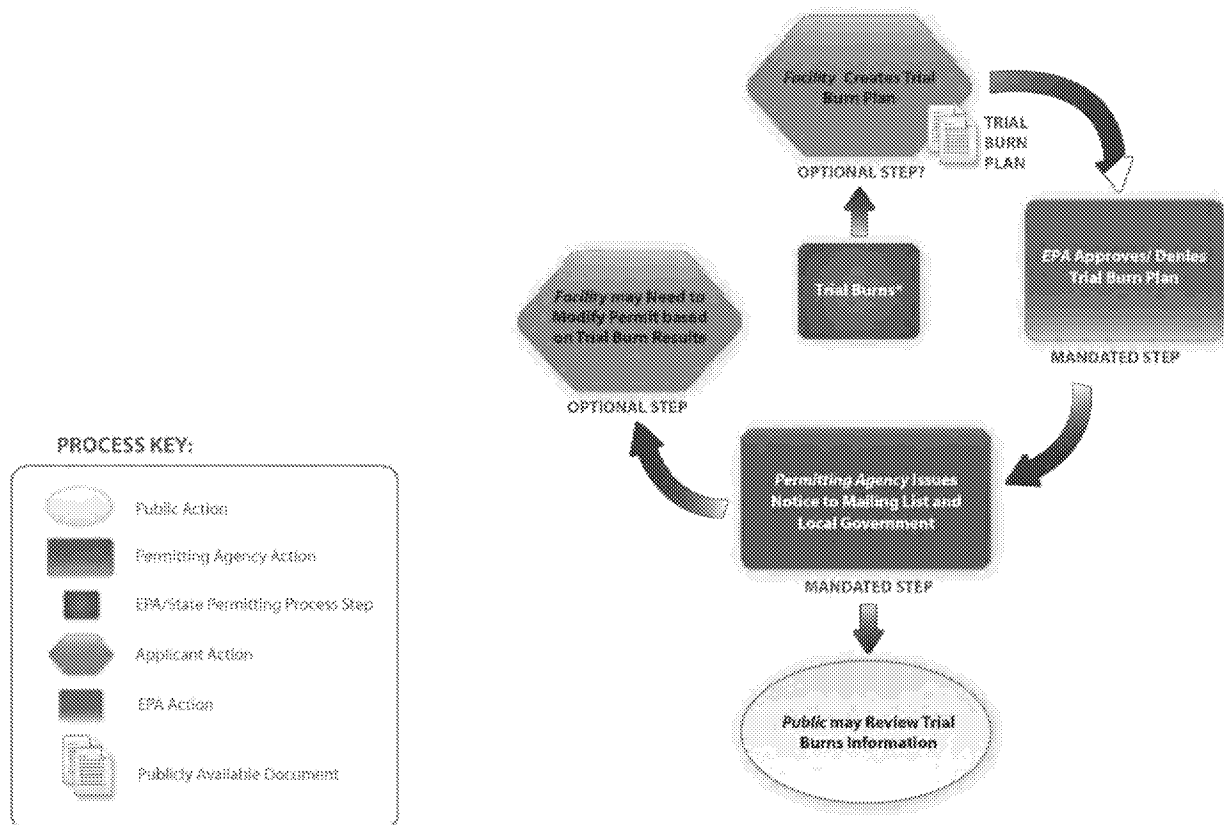 Facility Creates Trial
Burn Plan
TRIAL
BURN
PLAN
OPTIONAL STEP?
EPA Approves/ Denies
Trial Burn Plan
MANDATED STEP
Trial Burns*
Facility may Need to
Modify Permit based
on Trial Burn Results
OPTIONAL STEP
Permitting Agency Issues
Notice to Mailing List and
Local Government
MANDATED STEP
Public may Review Trial
Burns Information
PROCESS KEY:
Public Action
Permitting Agency Action
EPA/State Permitting Process Step
Applicant Action
EPA Action
Publicly Available Document